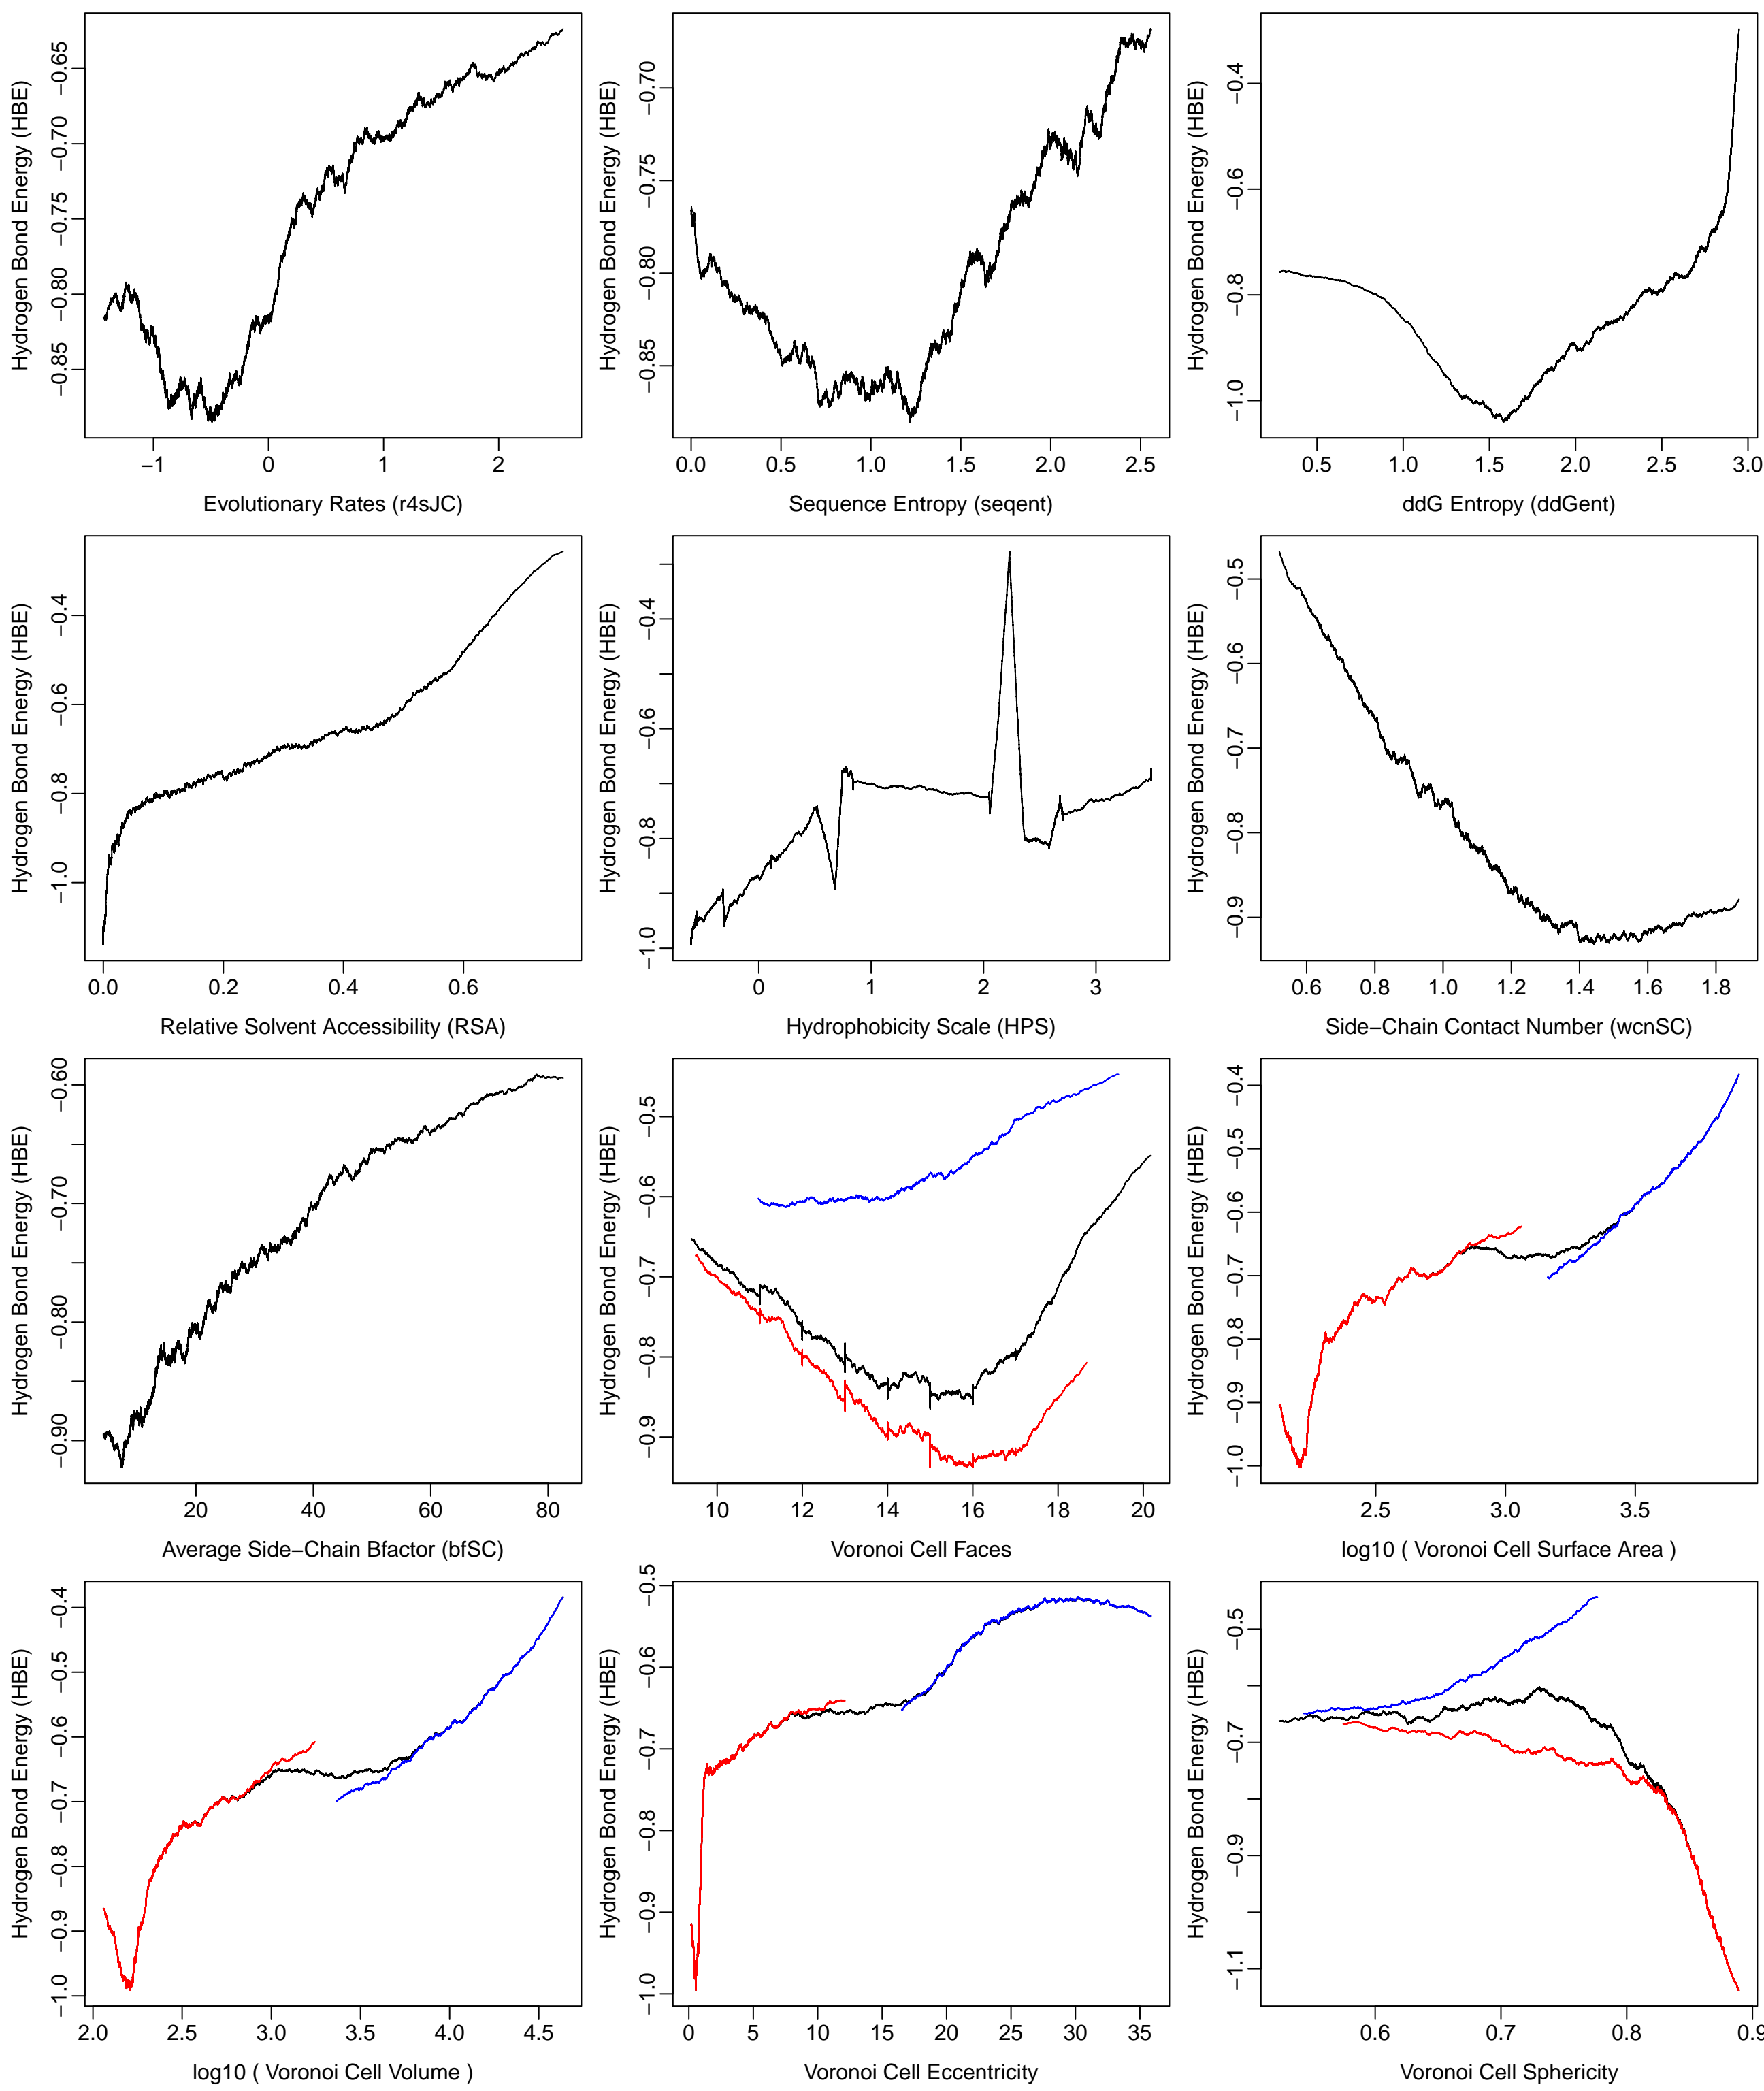 Hydrogen Bond Energy (HBE)
−0.85 −0.80 −0.75 −0.70 −0.65
−1 0 1 2
Evolutionary Rates (r4sJC)
Hydrogen Bond Energy (HBE)
−0.85 −0.80 −0.75 −0.70
0.0 0.5 1.0 1.5 2.0 2.5
Sequence Entropy (seqent)
Hydrogen Bond Energy (HBE)
−1.0 −0.8 −0.6 −0.4
0.5 1.0 1.5 2.0 2.5 3.0
ddG Entropy (ddGent)
Hydrogen Bond Energy (HBE)
−1.0 −0.8 −0.6 −0.4
0.0 0.2 0.4 0.6
Relative Solvent Accessibility (RSA)
Hydrogen Bond Energy (HBE)
−1.0 −0.8 −0.6 −0.4
0 1 2 3
Hydrophobicity Scale (HPS)
Hydrogen Bond Energy (HBE)
−0.9 −0.8 −0.7 −0.6 −0.5
0.6 0.8 1.0 1.2 1.4 1.6 1.8
Side−Chain Contact Number (wcnSC)
Hydrogen Bond Energy (HBE)
−0.90 −0.80 −0.70 −0.60
20 40 60 80
Average Side−Chain Bfactor (bfSC)
Hydrogen Bond Energy (HBE)
−0.9 −0.8 −0.7 −0.6 −0.5
10 12 14 16 18 20
Voronoi Cell Faces
Hydrogen Bond Energy (HBE)
−1.0 −0.9 −0.8 −0.7 −0.6 −0.5 −0.4
2.5 3.0 3.5
log10 ( Voronoi Cell Surface Area )
Hydrogen Bond Energy (HBE)
−1.0 −0.9 −0.8 −0.7 −0.6 −0.5 −0.4
2.0 2.5 3.0 3.5 4.0 4.5
log10 ( Voronoi Cell Volume )
Hydrogen Bond Energy (HBE)
−1.0 −0.9 −0.8 −0.7 −0.6 −0.5
0 5 10 15 20 25 30 35
Voronoi Cell Eccentricity
Hydrogen Bond Energy (HBE)
−1.1 −0.9 −0.7 −0.5
0.6 0.7 0.8 0.9
Voronoi Cell Sphericity